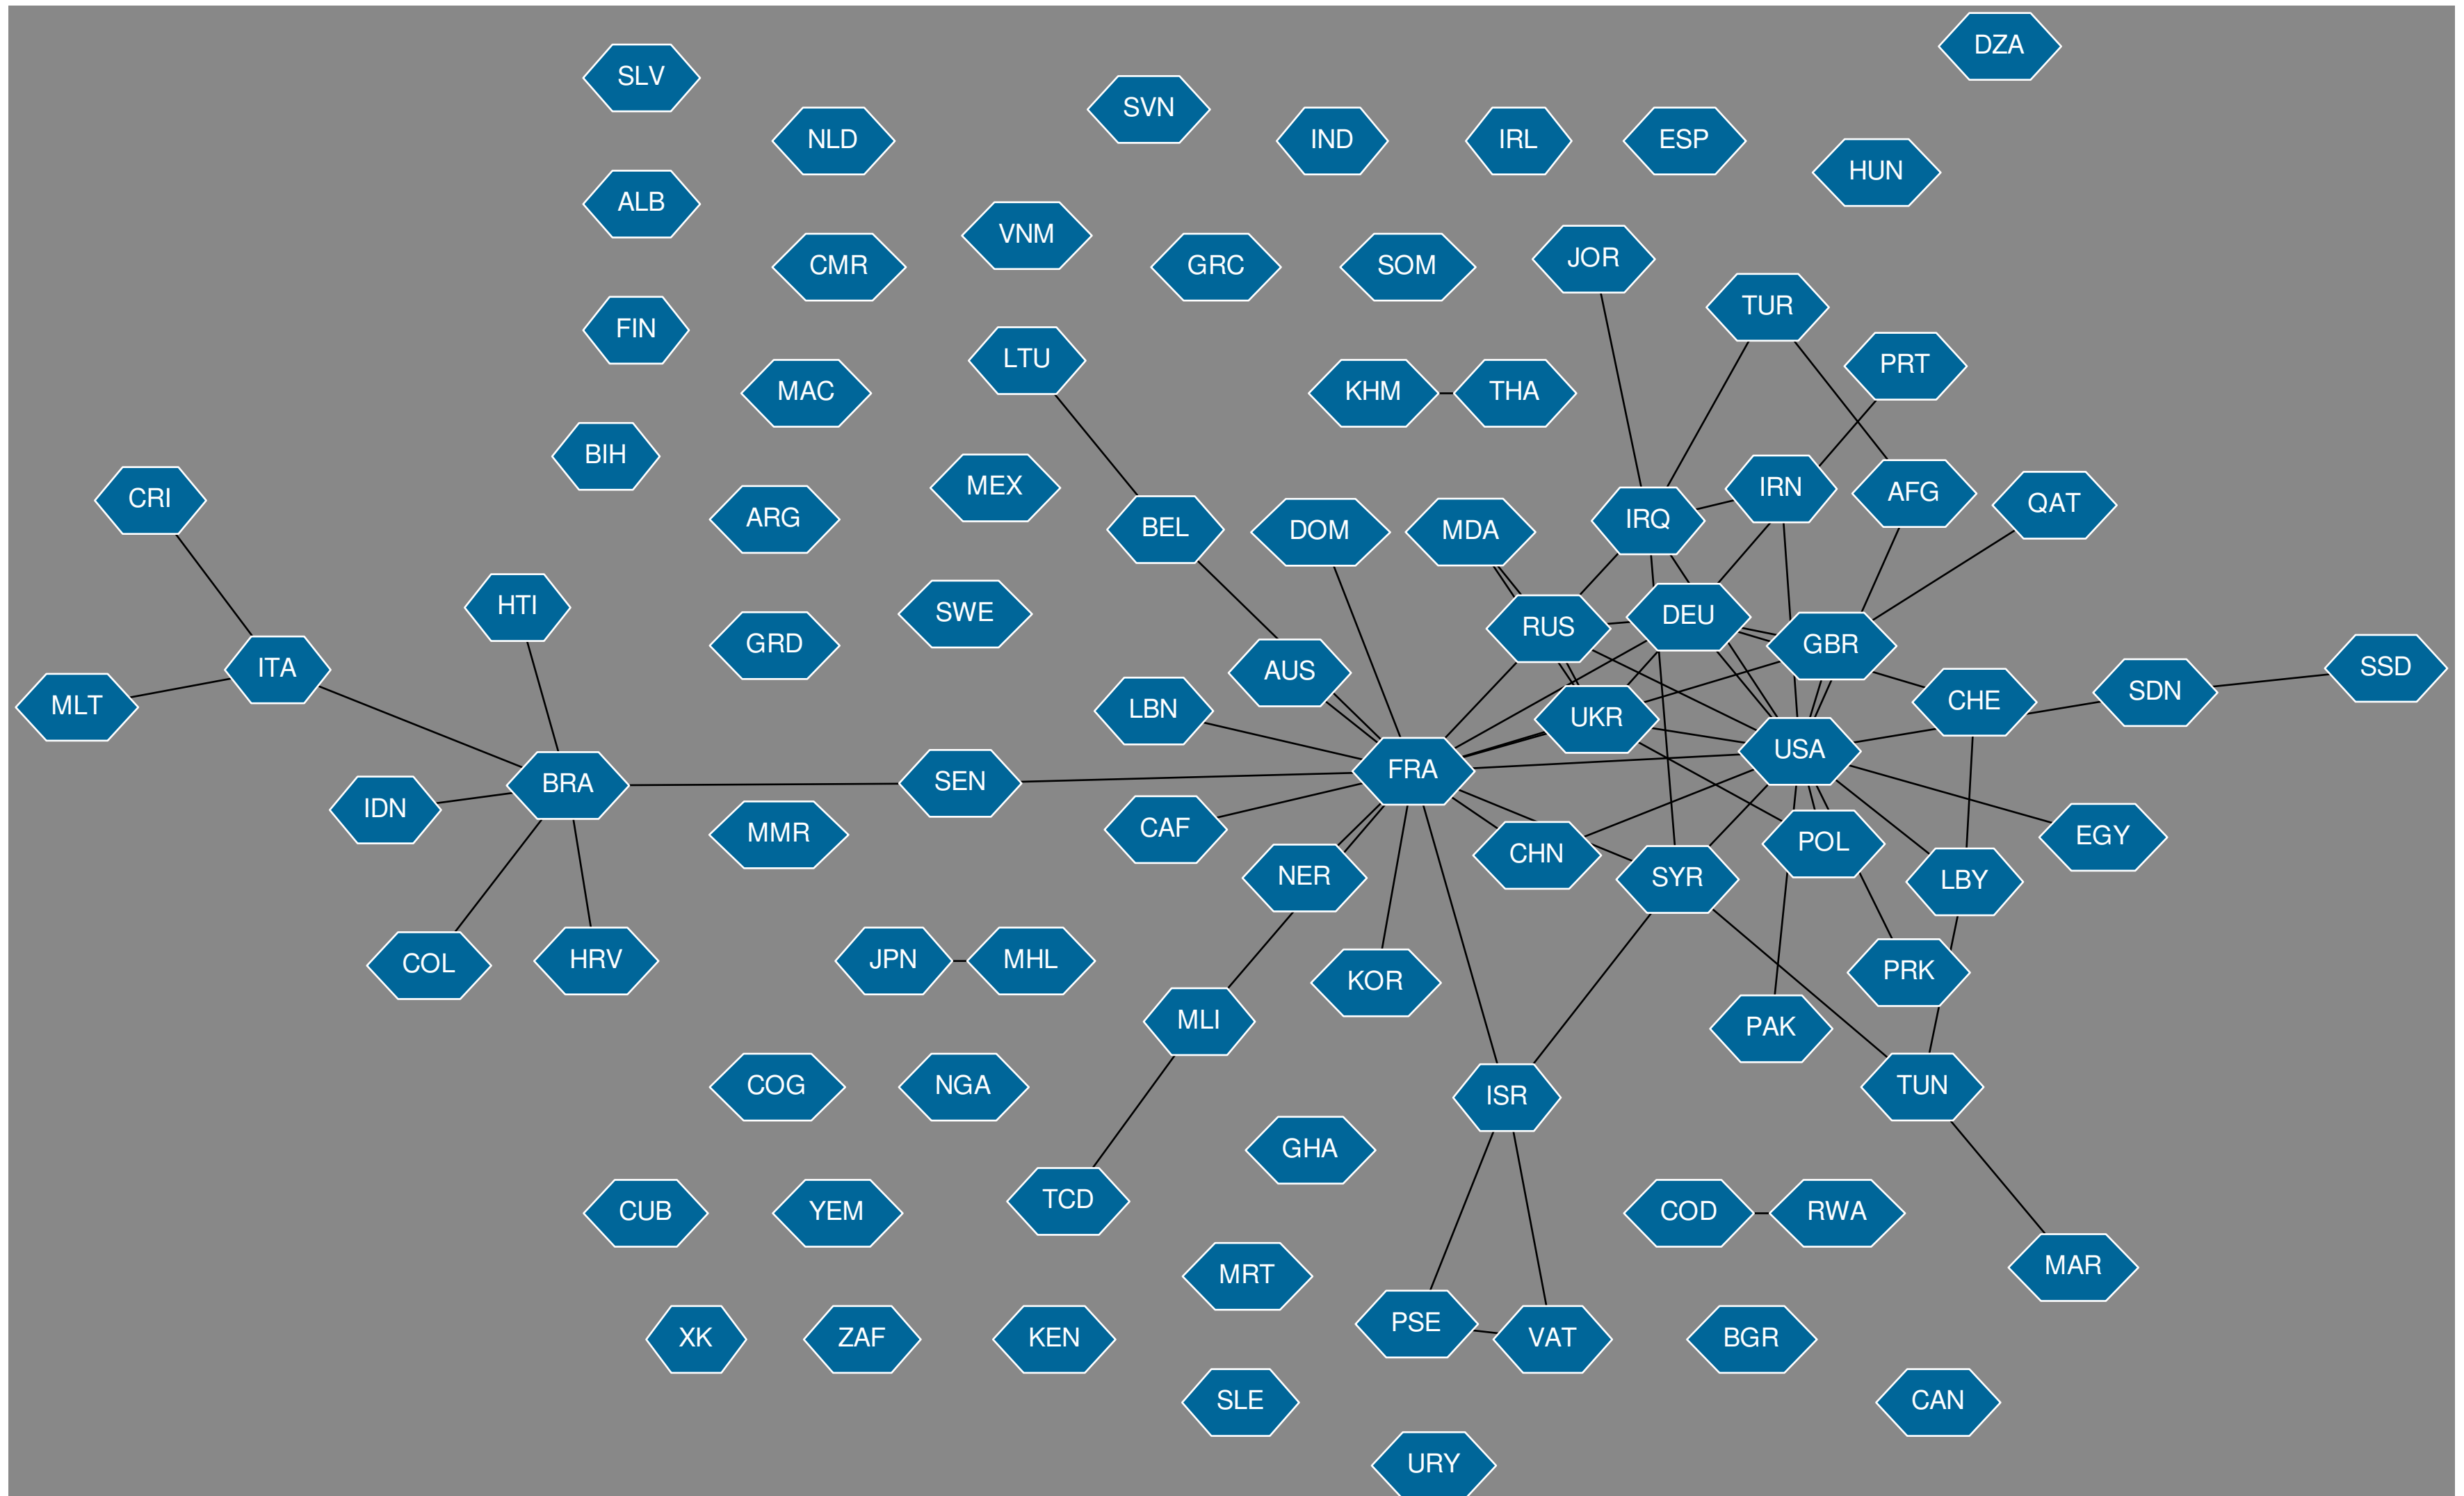 DZA
SLV
SVN
NLD
IND
IRL
ESP
HUN
ALB
VNM
CMR
GRC
SOM
JOR
TUR
FIN
LTU
PRT
MAC
KHM
THA
BIH
MEX
IRN
AFG
CRI
QAT
ARG
IRQ
BEL
DOM
MDA
HTI
SWE
DEU
RUS
GRD
GBR
ITA
AUS
SSD
SDN
CHE
MLT
LBN
UKR
USA
FRA
BRA
SEN
IDN
CAF
MMR
EGY
POL
CHN
NER
SYR
LBY
COL
HRV
JPN
MHL
PRK
KOR
MLI
PAK
COG
NGA
TUN
ISR
GHA
TCD
CUB
YEM
COD
RWA
MAR
MRT
PSE
XK
ZAF
KEN
VAT
BGR
SLE
CAN
URY